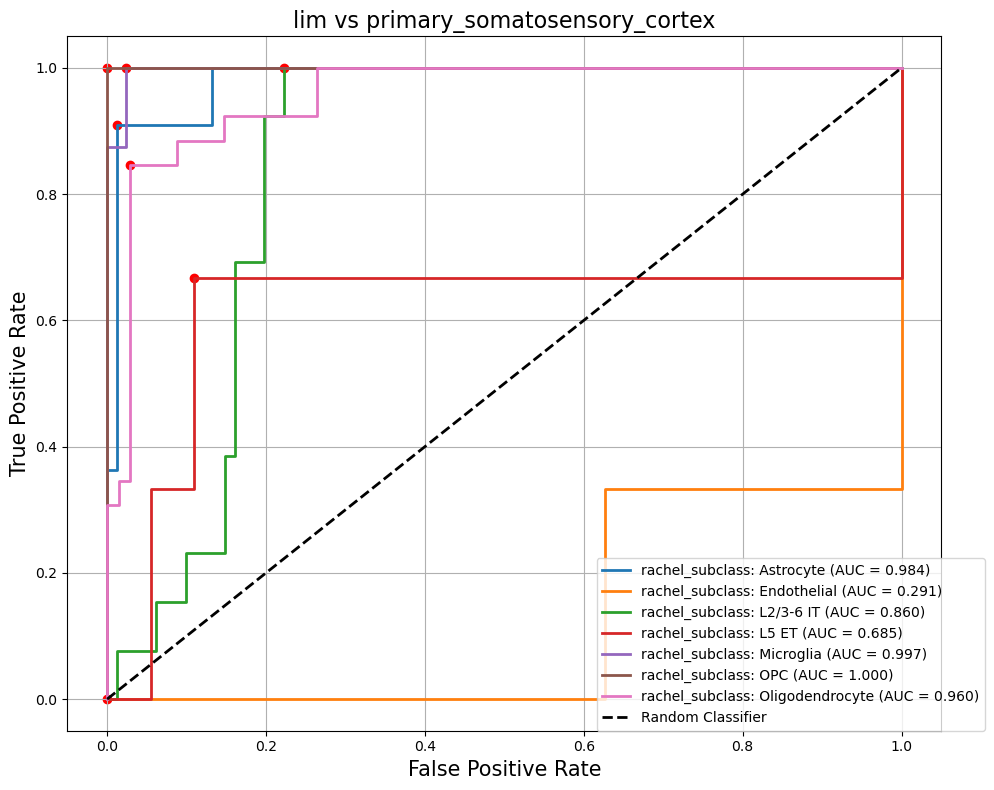 lim vs primary_somatosensory_cortex
True Positive Rate
1.0
0.8
0.6
0.4
0.2
0.0
rachel_subclass: Astrocyte (AUC = 0.984)
rachel_subclass: Endothelial (AUC = 0.291)
rachel_subclass: L2/3-6 IT (AUC = 0.860)
rachel_subclass: L5 ET (AUC = 0.685)
rachel_subclass: Microglia (AUC = 0.997)
rachel_subclass: OPC (AUC = 1.000)
rachel_subclass: Oligodendrocyte (AUC = 0.960)
Random Classifier
0.0 0.2 0.4 0.6 0.8 1.0
False Positive Rate